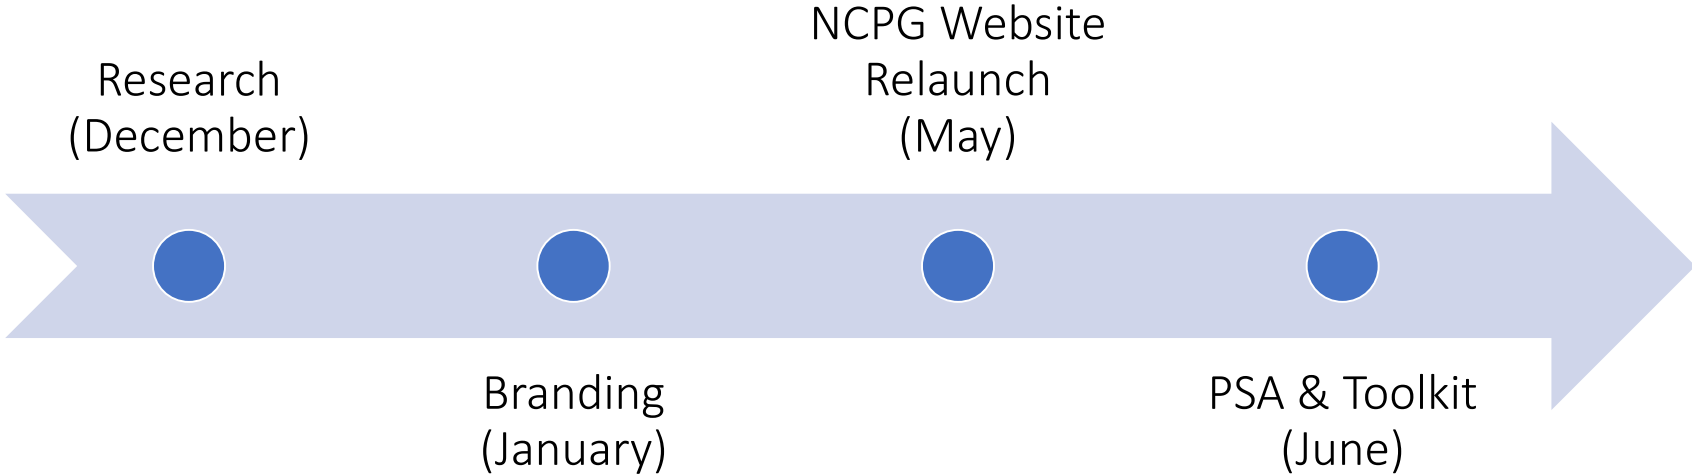 Research
(December)
Branding
(January)
NCPG Website
Relaunch
(May)
PSA & Toolkit
(June)